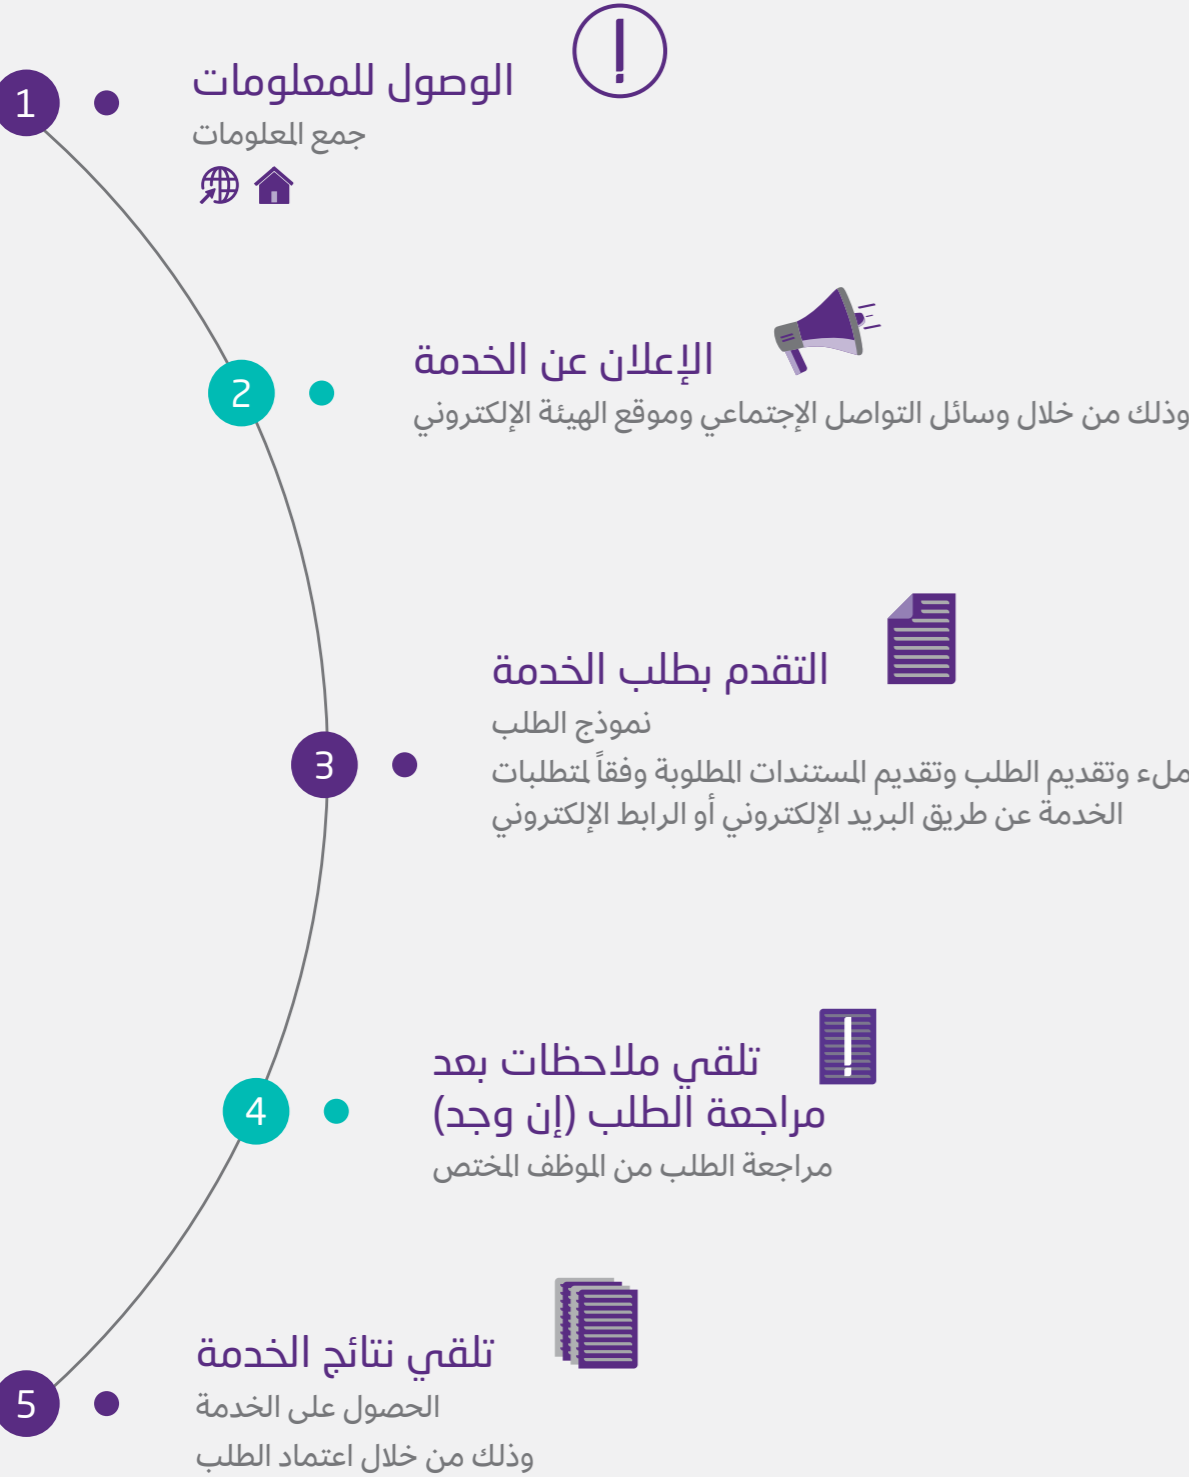 1
الوصول للمعلومات
جمع المعلومات
2
الإعلان عن الخدمة
وذلك من خلال وسائل التواصل الإجتماعي وموقع الهيئة الإلكتروني
3
التقدم بطلب الخدمة
نموذج الطلب
ملء وتقديم الطلب وتقديم المستندات المطلوبة وفقاً لمتطلبات
الخدمة عن طريق البريد الإلكتروني أو الرابط الإلكتروني
4
تلقي ملاحظات بعد
مراجعة الطلب (إن وجد)
مراجعة الطلب من الموظف المختص
5
تلقي نتائج الخدمة
الحصول على الخدمة
وذلك من خلال اعتماد الطلب